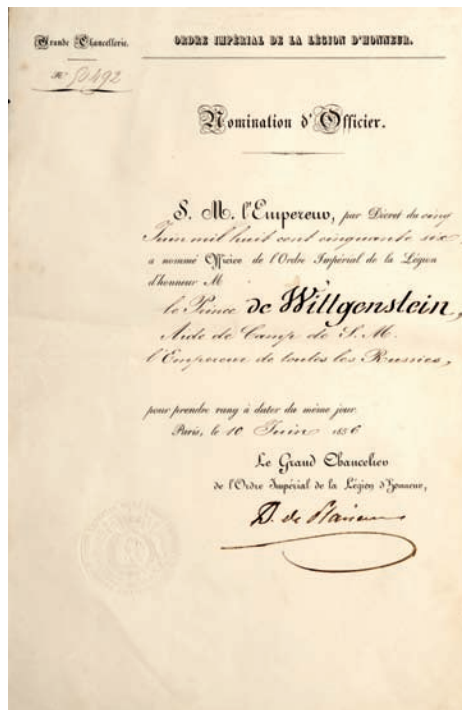 Grande Chancellerie.
ORDRE IMPÉRIAL DE LA LÉGION D'HONNEUR.
Nº 50492
Nomination d'Officier.
S. M. l'Empereur, par Décret du cinq
Juin mil huit cent cinquante six,
a nommé Officier de l'Ordre Impérial de la Légion
d'honneur M
le Prince de Willgenstein,
Aide de Camp de S. M.
l'Empereur de toutes les Russies,
pour prendre rang à dater du même jour.
Paris, le 10 Juin 1856
Le Grand Chancelier
de l'Ordre Impérial de la Légion d'Honneur,